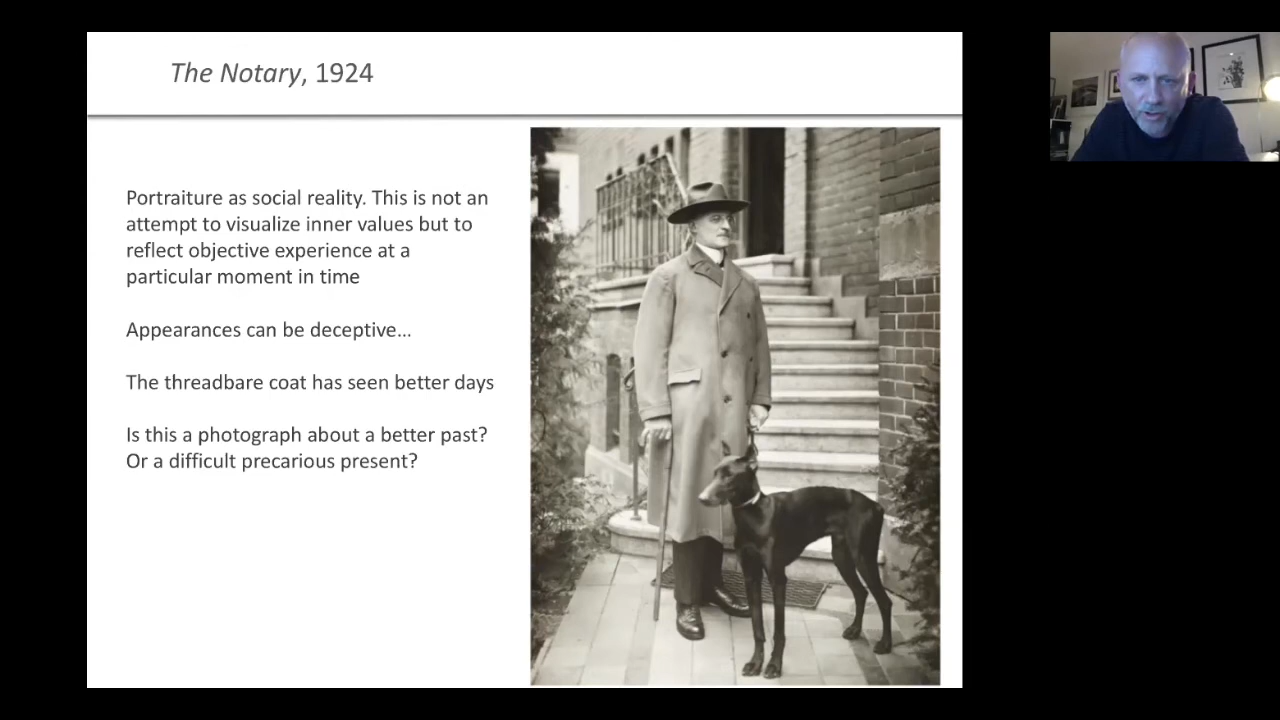 The Notary, 1924
Portraiture as social reality. This is not an
attempt to visualize inner values but to
reflect objective experience at a
particular moment in time
Appearances can be deceptive...
The threadbare coat has seen better days
Is this a photograph about a better past?
Or a difficult precarious present?